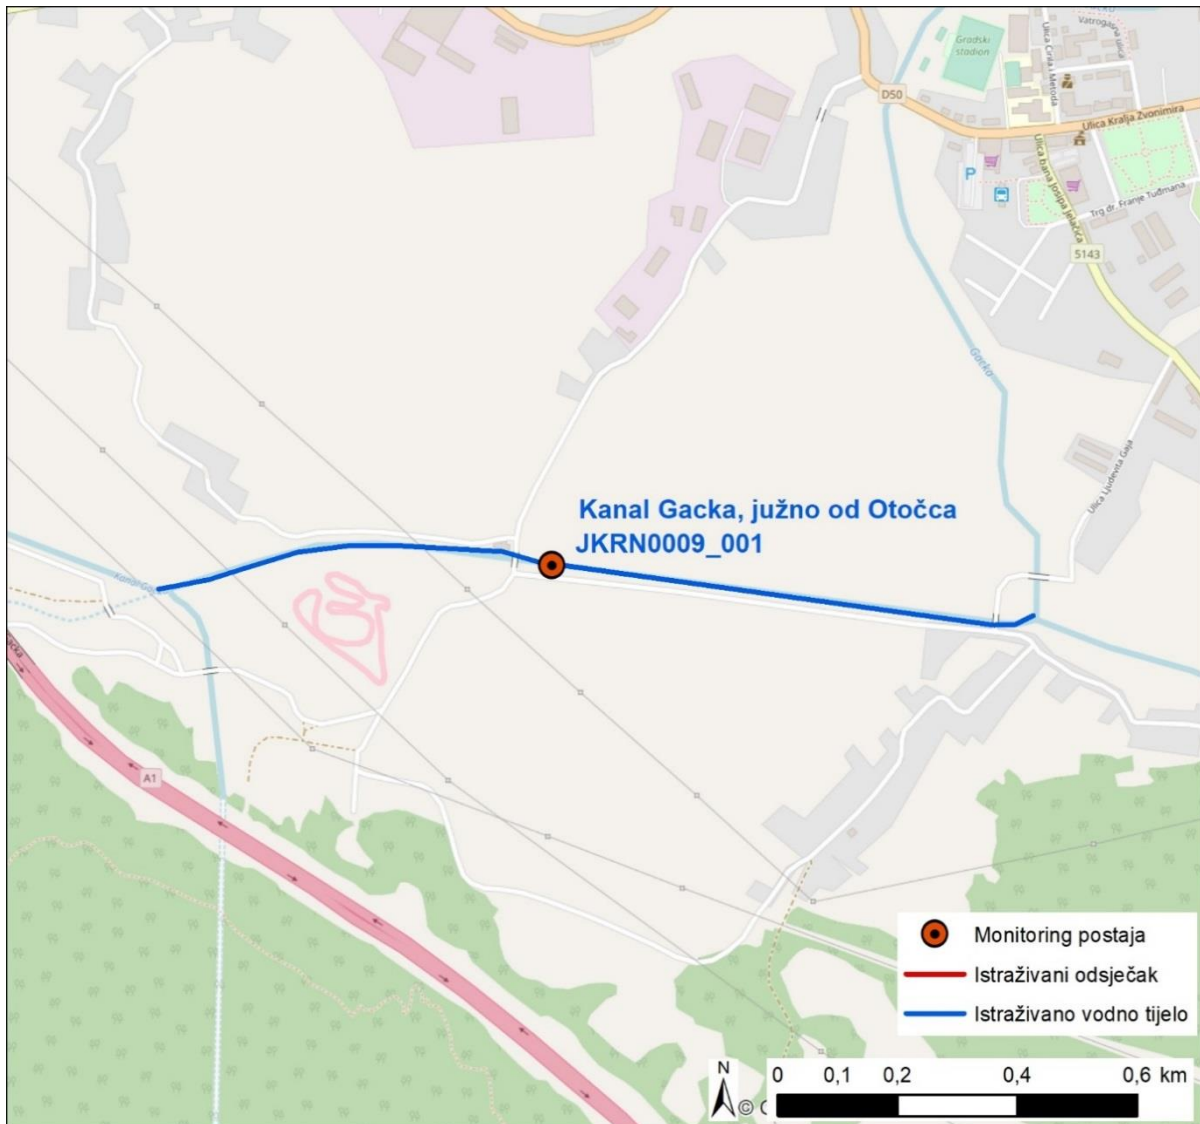 Gradski
stadion
Vatrogasna ulica
Ulica Ćirila i Metoda
D50
Ulica Kralja Zvonimira
P
Ulica bana Josipa Jelačića
Trg dr. Franje Tuđmana
5143
Gacka
Ulica Ljudevita Gaja
Kanal Gacka, južno od Otočca
JKRN0009_001
Kanal Ga
acka
A1
Monitoring postaja
Istraživani odsječak
Istraživano vodno tijelo
N
0 0,1 0,2 0,4 0,6 km
©